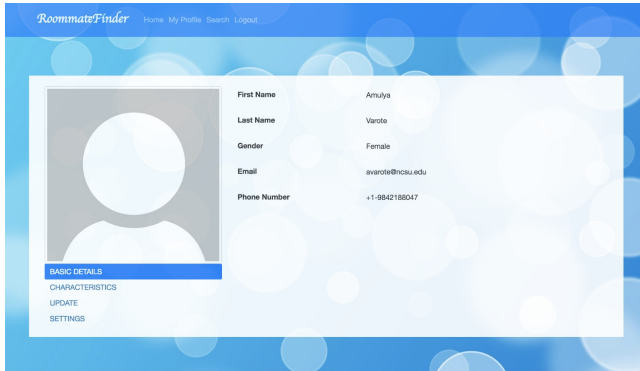 RoommateFinder Home My Profile Search Logout
First Name Amulya
Last Name Varote
Gender Female
Email avarote@ncsu.edu
Phone Number +1-9842188047
BASIC DETAILS
CHARACTERISTICS
UPDATE
SETTINGS